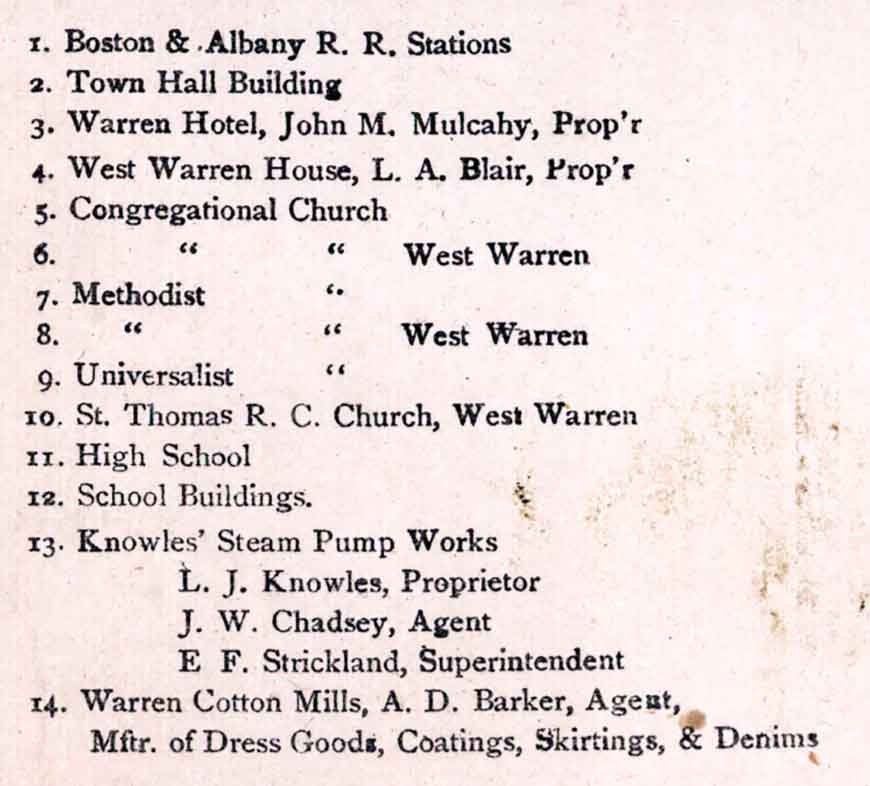 1. Boston & Albany R. R. Stations
2. Town Hall Building
3. Warren Hotel, John M. Mulcahy, Prop'r
4. West Warren House, L. A. Blair, Prop'r
5. Congregational Church
6. “ “ West Warren
7. Methodist “
8. “ “ West Warren
9. Universalist “
10. St. Thomas R. C. Church, West Warren
11. High School
12. School Buildings.
13. Knowles' Steam Pump Works
L. J. Knowles, Proprietor
J. W. Chadsey, Agent
E F. Strickland, Superintendent
14. Warren Cotton Mills, A. D. Barker, Agent,
Mftr. of Dress Goods, Coatings, Skirtings, & Denims